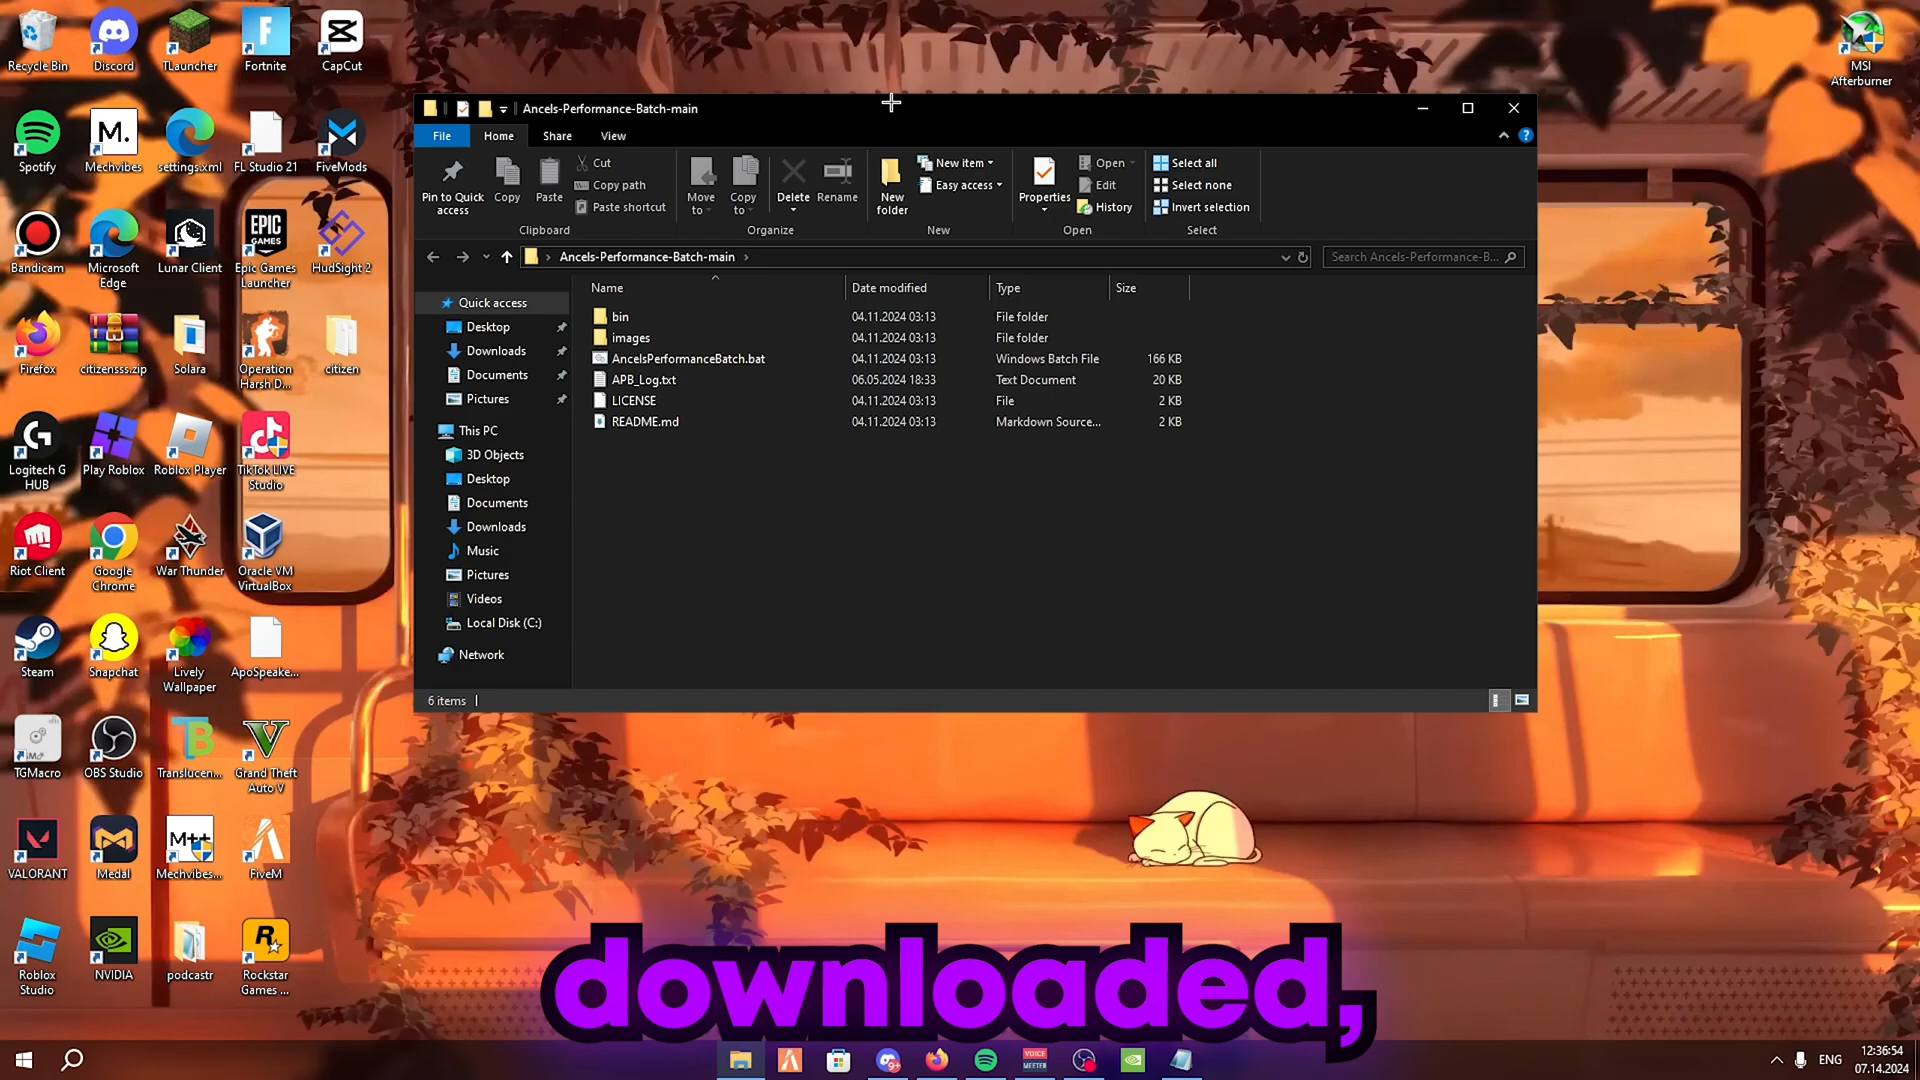 Recycle Bin
Discord
TLauncher
Fortnite
CapCut
MSI
Afterburner
Spotify
Mechvibes
settings.xml
FL Studio 21
FiveMods
Bandicam
Microsoft
Edge
Lunar Client
Epic Games
Launcher
HudSight 2
Firefox
citizensss.zip
Solara
Operation
Harsh D...
citizen
Logitech G
HUB
Play Roblox
Roblox Player
TikTok LIVE
Studio
Riot Client
Google
Chrome
War Thunder
Oracle VM
VirtualBox
Steam
Snapchat
Lively
Wallpaper
ApoSpeake...
TGMacro
OBS Studio
Translucen...
Grand Theft
Auto V
VALORANT
Medal
Mechvibes...
FiveM
Roblox
Studio
NVIDIA
podcastr
Rockstar
Games ...
M.
EPIC
GAMES
M++
Ancels-Performance-Batch-main
File Home Share View
Pin to Quick
access
Copy
Paste
Cut
Copy path
Paste shortcut
Clipboard
Move
to
Copy
to
Delete
Rename
Organize
New
folder
New item
Easy access
New
Properties
Open
Edit
History
Open
Select all
Select none
Invert selection
Select
Ancels-Performance-Batch-main
Search Ancels-Performance-B...
Name Date modified Type Size
bin 04.11.2024 03:13 File folder
images 04.11.2024 03:13 File folder
AncelsPerformanceBatch.bat 04.11.2024 03:13 Windows Batch File 166 KB
APB_Log.txt 06.05.2024 18:33 Text Document 20 KB
LICENSE 04.11.2024 03:13 File 2 KB
README.md 04.11.2024 03:13 Markdown Source... 2 KB
Quick access
Desktop
Downloads
Documents
Pictures
This PC
3D Objects
Desktop
Documents
Downloads
Music
Pictures
Videos
Local Disk (C:)
Network
6 items
downloaded,
VOICE
MEETER
ENG
12:36:54
07.14.2024